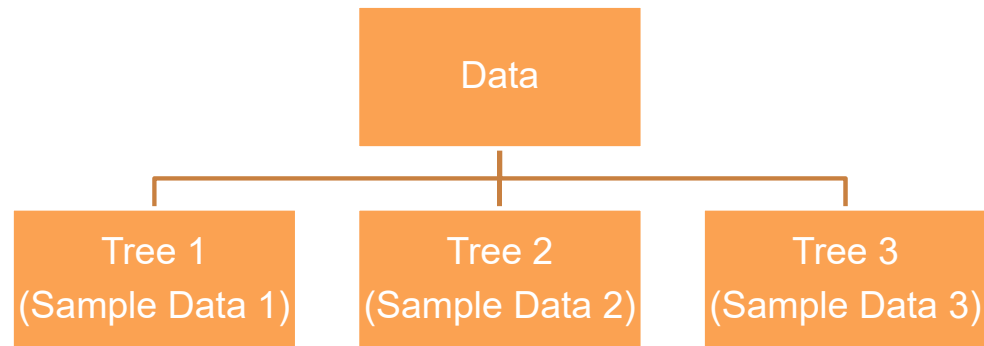 Data
Tree 1
(Sample Data 1)
Tree 2
(Sample Data 2)
Tree 3
(Sample Data 3)